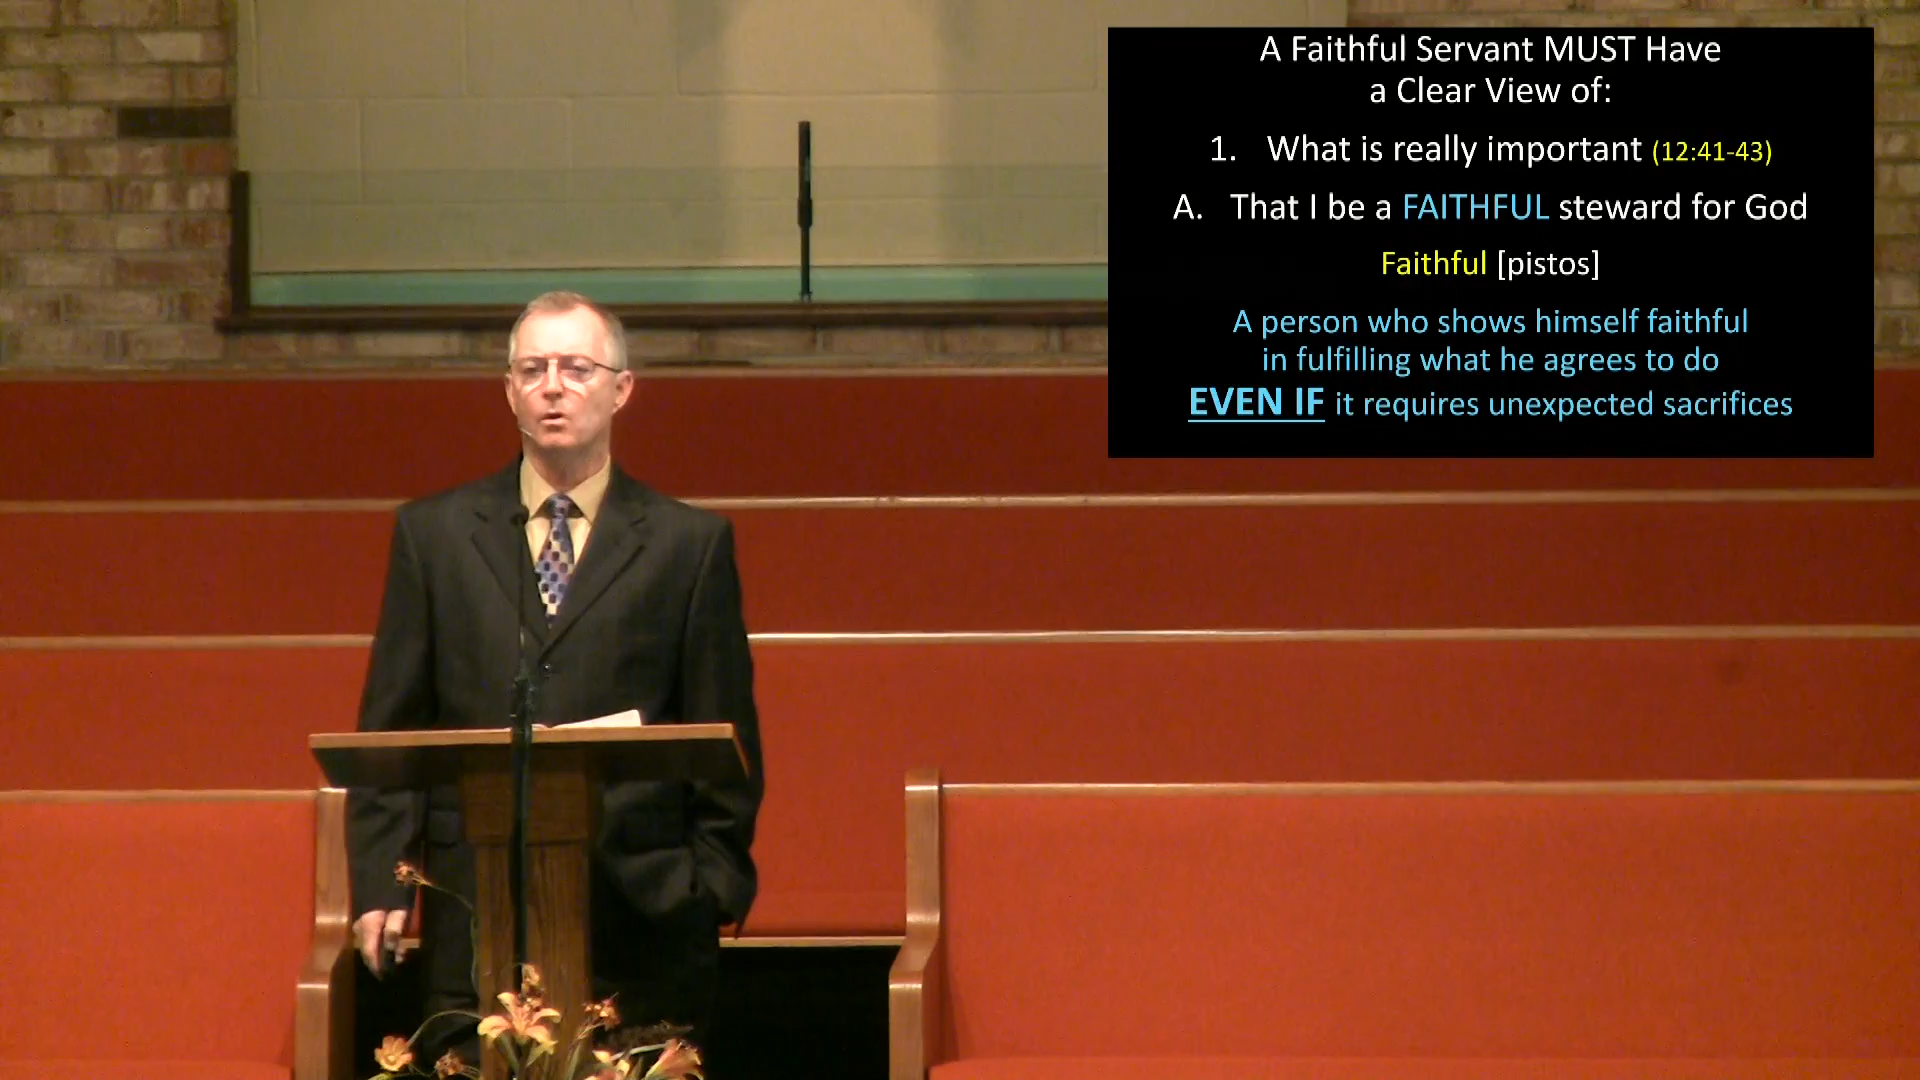 A Faithful Servant MUST Have
a Clear View of:
1. What is really important (12:41-43)
A. That I be a FAITHFUL steward for God
Faithful [pistos]
A person who shows himself faithful
in fulfilling what he agrees to do
EVEN IF it requires unexpected sacrifices